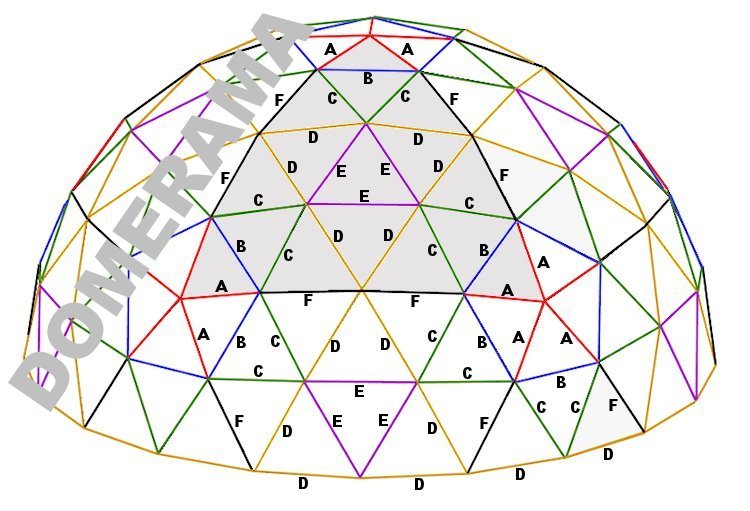 DOMERAMA
A A
B
F C C F
D D
F D E E D F
E
C C
B C D D C B A
A A
F F
A B C D D C B A A
C C B
E
F D E E D F C C F
D D D D